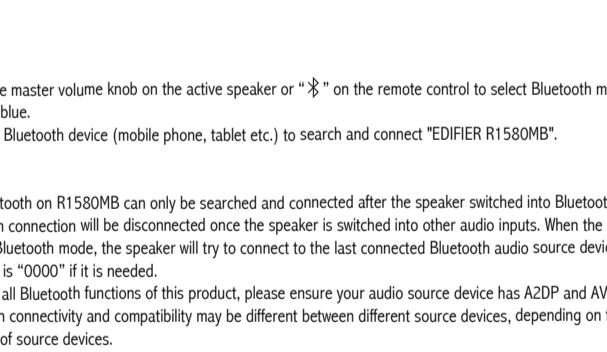 e master volume knob on the active speaker or “ ” on the remote control to select Bluetooth m
blue.
Bluetooth device (mobile phone, tablet etc.) to search and connect "EDIFIER R1580MB".
tooth on R1580MB can only be searched and connected after the speaker switched into Bluetoot
n connection will be disconnected once the speaker is switched into other audio inputs. When the
Bluetooth mode, the speaker will try to connect to the last connected Bluetooth audio source devi
is “0000” if it is needed.
all Bluetooth functions of this product, please ensure your audio source device has A2DP and AV
n connectivity and compatibility may be different between different source devices, depending on
of source devices.